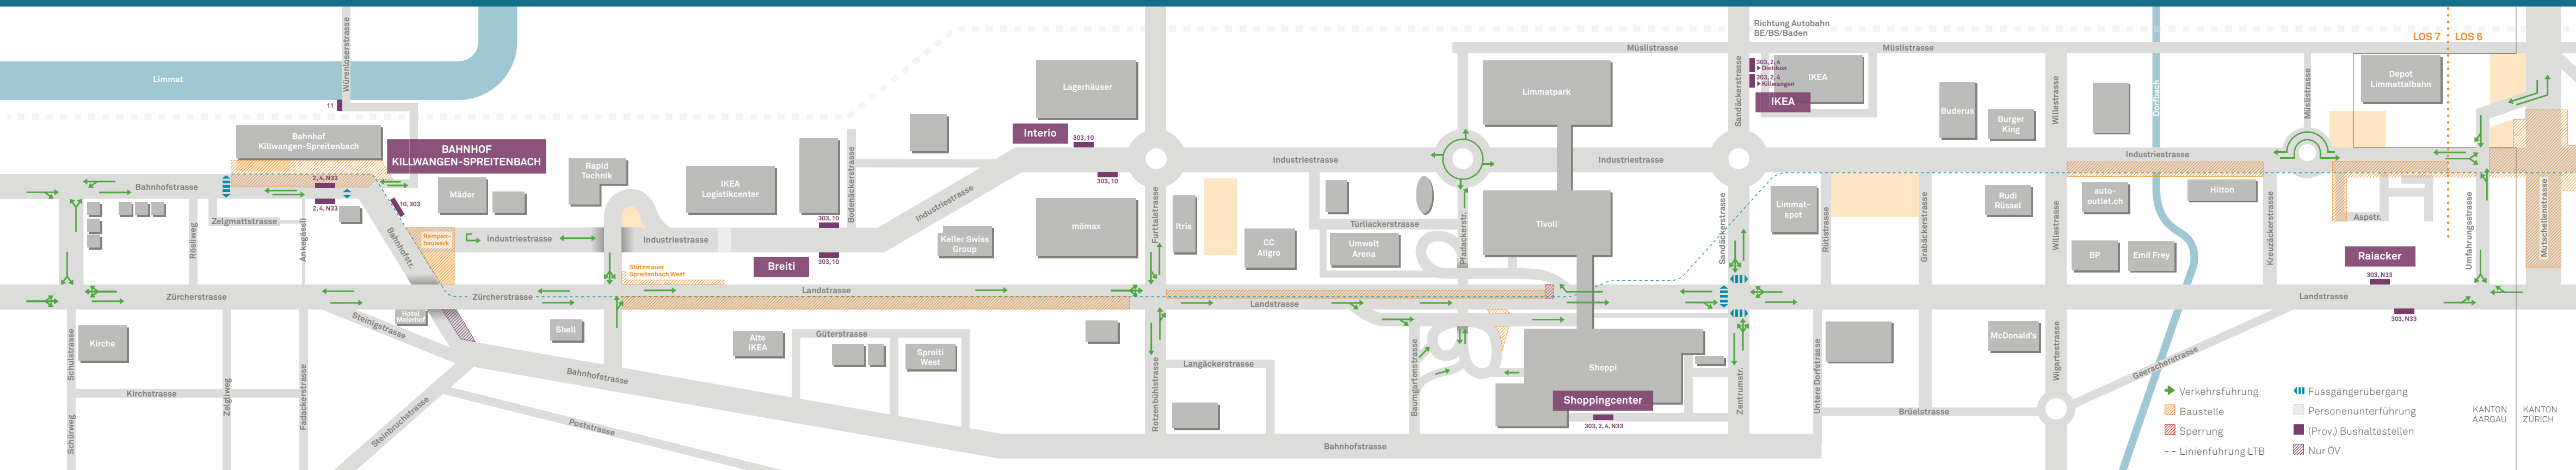 Richtung Autobahn
BE/BS/Baden
LOS 7
LOS 6
Müslistrasse
Müslistrasse
Limmat
Würenloserstrasse
11
Bahnhof
Killwangen-Spreitenbach
BAHNHOF
KILLWANGEN-SPREITENBACH
2, 4, N33
2, 4, N33
10, 303
Bahnhofstrasse
Zelgmattstrasse
Rösliweg
Ankegässli
Bahnhofstr.
Mäder
Rapid
Technik
IKEA
Logistikcenter
Rampen-
bauwerk
Industriestrasse
Industriestrasse
Stützmauer
Spreitenbach West
303, 10
303, 10
Breiti
Bodenäckerstrasse
Industriestrasse
Keller Swiss
Group
Lagerhäuser
Interio
303, 10
303, 10
mömax
Furttalstrasse
Itris
CC
Aligro
Industriestrasse
Türliackerstrasse
Umwelt
Arena
Pfadackerstr.
Limmatpark
Tivoli
Industriestrasse
Sandäckerstrasse
Sandäckerstrasse
303, 2, 4
Dietikon
303, 2, 4
Killwangen
IKEA
IKEA
Limmat-
spot
Rütistrasse
Grabäckerstrasse
Buderus
Burger
King
Rudi
Rüssel
Willestrasse
Willestrasse
Dorfbach
Industriestrasse
auto-
outlet.ch
Hilton
BP
Emil Frey
Kreuzäckerstrasse
Müslistrasse
Depot
Limmattalbahn
Aspstr.
Raiacker
303, N33
303, N33
Umfahrungsstrasse
Mutschellenstrasse
Zürcherstrasse
Zürcherstrasse
Landstrasse
Landstrasse
Landstrasse
Kirche
Schulstrasse
Schürweg
Kirchstrasse
Zelgliweg
Fadackerstrasse
Steinigstrasse
Hotel
Meierhof
Steinbruchstrasse
Shell
Bahnhofstrasse
Poststrasse
Alte
IKEA
Güterstrasse
Spreiti
West
Rotzenbühlstrasse
Langäckerstrasse
Bahnhofstrasse
Baumgartenstrasse
Shoppi
Shoppingcenter
303, 2, 4, N33
Zentrumstr.
Untere Dorfstrasse
Brüelstrasse
McDonald's
Wigartestrasse
Geeracherstrasse
Verkehrsführung
Baustelle
Sperrung
Linienführung LTB
Fussgängerübergang
Personenunterführung
(Prov.) Bushaltestellen
Nur ÖV
KANTON
AARGAU
KANTON
ZÜRICH